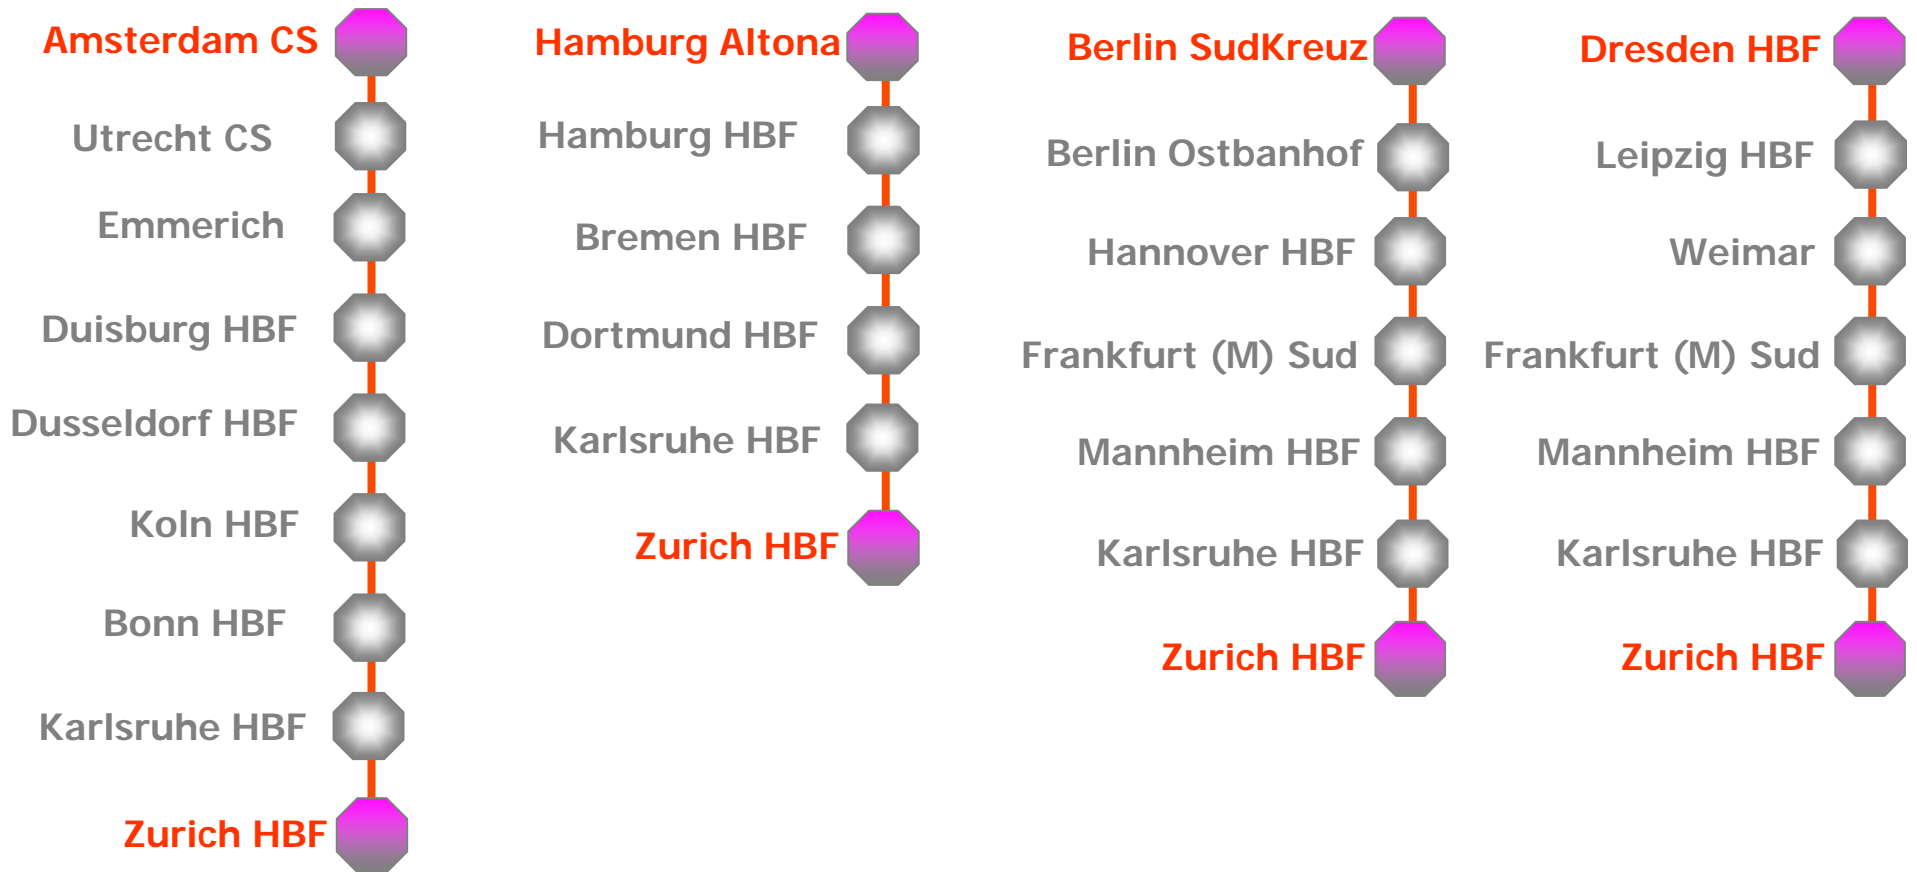 Amsterdam CS
Utrecht CS
Emmerich
Duisburg HBF
Dusseldorf HBF
Koln HBF
Bonn HBF
Karlsruhe HBF
Zurich HBF
Hamburg Altona
Hamburg HBF
Bremen HBF
Dortmund HBF
Karlsruhe HBF
Zurich HBF
Berlin SudKreuz
Berlin Ostbanhof
Hannover HBF
Frankfurt (M) Sud
Mannheim HBF
Karlsruhe HBF
Zurich HBF
Dresden HBF
Leipzig HBF
Weimar
Frankfurt (M) Sud
Mannheim HBF
Karlsruhe HBF
Zurich HBF